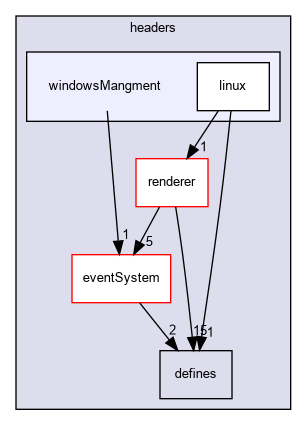 headers
windowsMangment
linux
1
renderer
1
5
eventSystem
2
15
1
defines